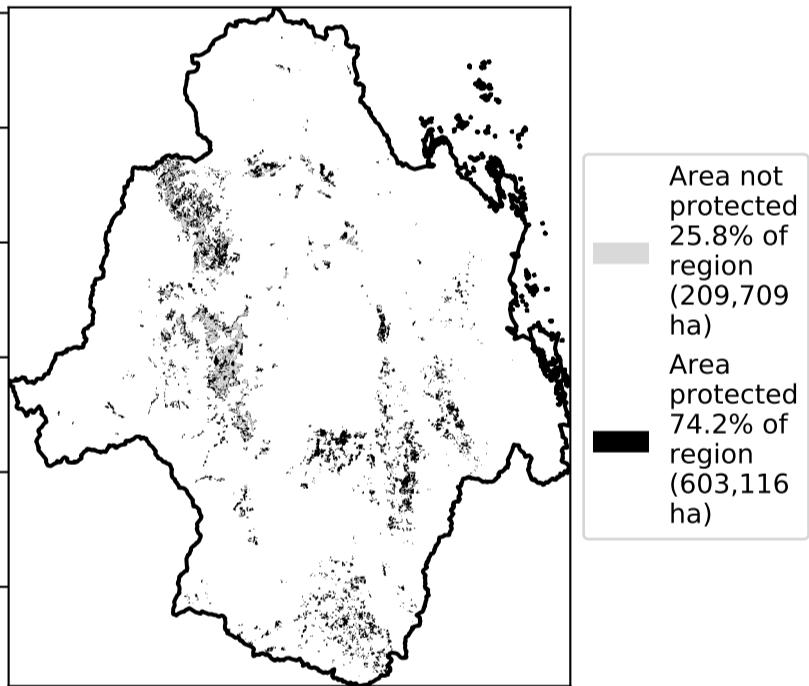 Area not
protected
25.8% of
region
(209,709
ha)
Area
protected
74.2% of
region
(603,116
ha)